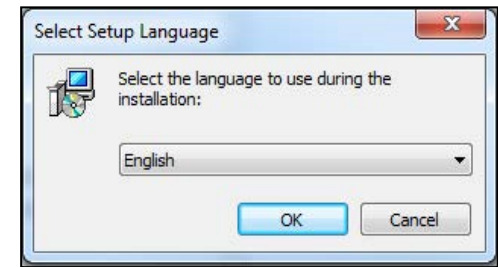 Select Setup Language
Select the language to use during the
installation:
English
OK
Cancel